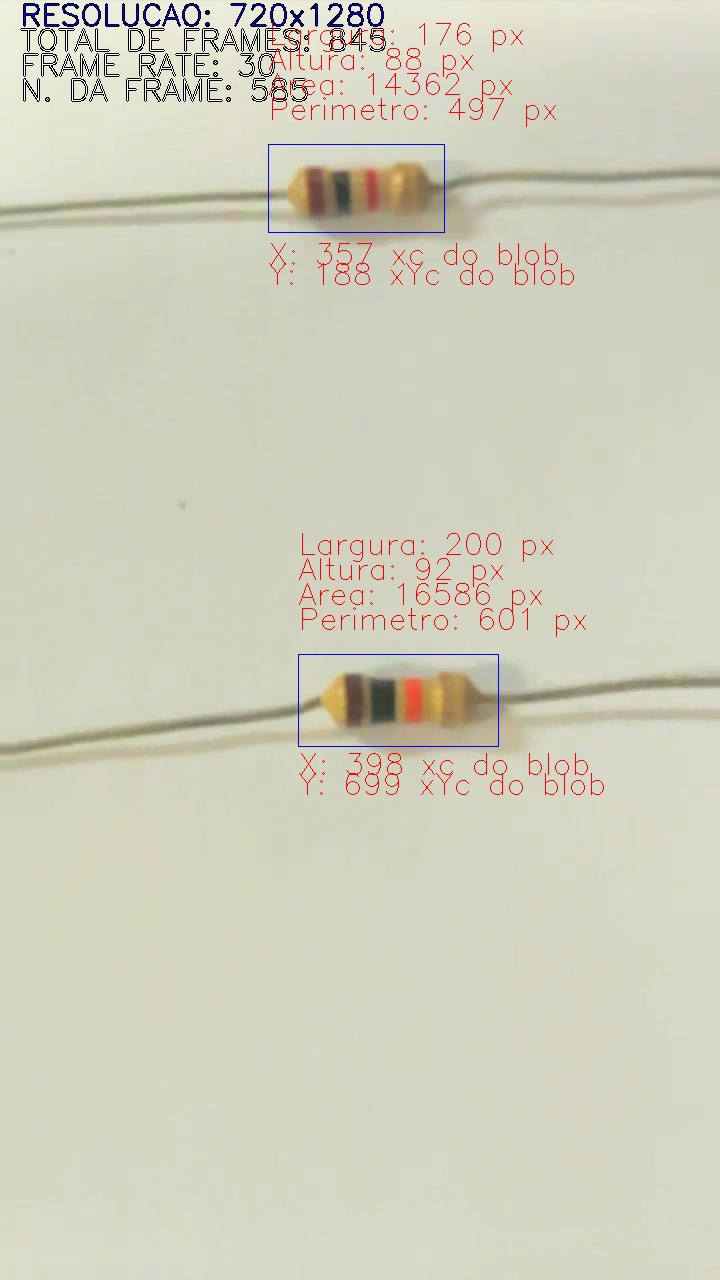 RESOLUCAO: 720x1280
TOTAL DE FRAMES: 845
FRAME RATE: 30
N. DA FRAME: 585
Largura: 176 px
Altura: 88 px
Area: 14362 px
Perimetro: 497 px
X: 357 xc do blob
Y: 188 xYc do blob
Largura: 200 px
Altura: 92 px
Area: 16586 px
Perimetro: 601 px
X: 398 xc do blob
Y: 699 xYc do blob